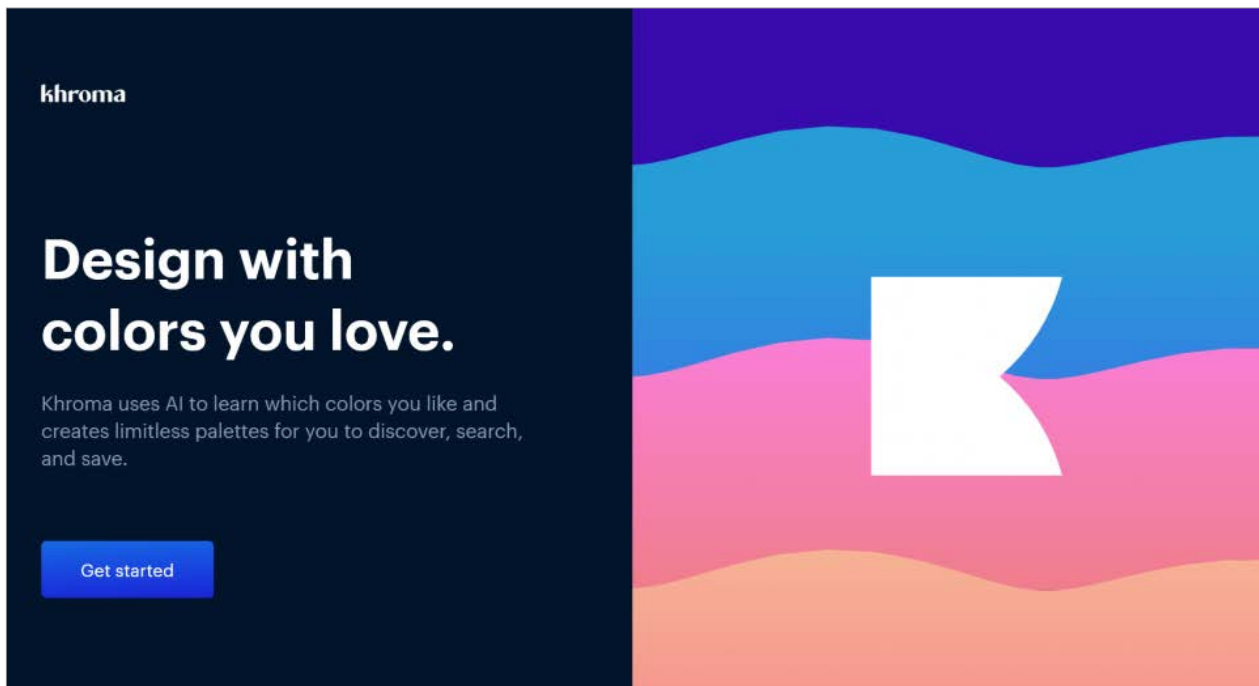 khroma
Design with
colors you love.
Khroma uses AI to learn which colors you like and
creates limitless palettes for you to discover, search,
and save.
Get started